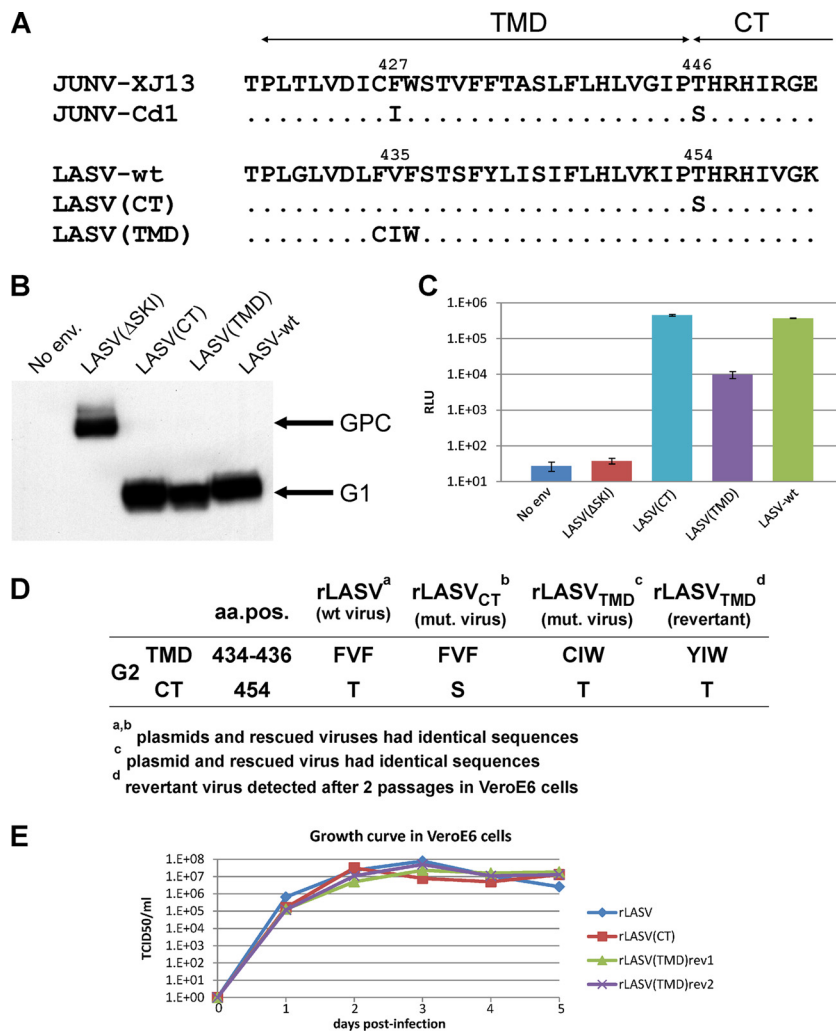 A
TMD CT
427 446
JUNV-XJ13 TPLTLVDICFWSTVFFTASLFLHLVGIPTHRHIRGE
JUNV-Cd1 .........I..................S.......
435 454
LASV-wt TPLGLVDLFVFSTSFYLISIFLHLVKIPTHRHIVGK
LASV(CT) ............................S.......
LASV(TMD) ........CIW.........................
B
No env.
LASV(ΔSKI)
LASV(CT)
LASV(TMD)
LASV-wt
GPC
G1
C
1.E+06
1.E+05
1.E+04
1.E+03
1.E+02
1.E+01
RLU
No env
LASV(ΔSKI)
LASV(CT)
LASV(TMD)
LASV-wt
D
aa.pos. rLASVᵃ (wt virus) rLASV_CTᵇ (mut. virus) rLASV_TMDᶜ (mut. virus) rLASV_TMDᵈ (revertant)
G2
TMD 434-436 FVF FVF CIW YIW
CT 454 T S T T
a,b plasmids and rescued viruses had identical sequences
c plasmid and rescued virus had identical sequences
d revertant virus detected after 2 passages in VeroE6 cells
E
Growth curve in VeroE6 cells
1.E+08
1.E+07
1.E+06
1.E+05
1.E+04
1.E+03
1.E+02
1.E+01
1.E+00
TCID50/ml
0 1 2 3 4 5
days post-infection
rLASV
rLASV(CT)
rLASV(TMD)rev1
rLASV(TMD)rev2